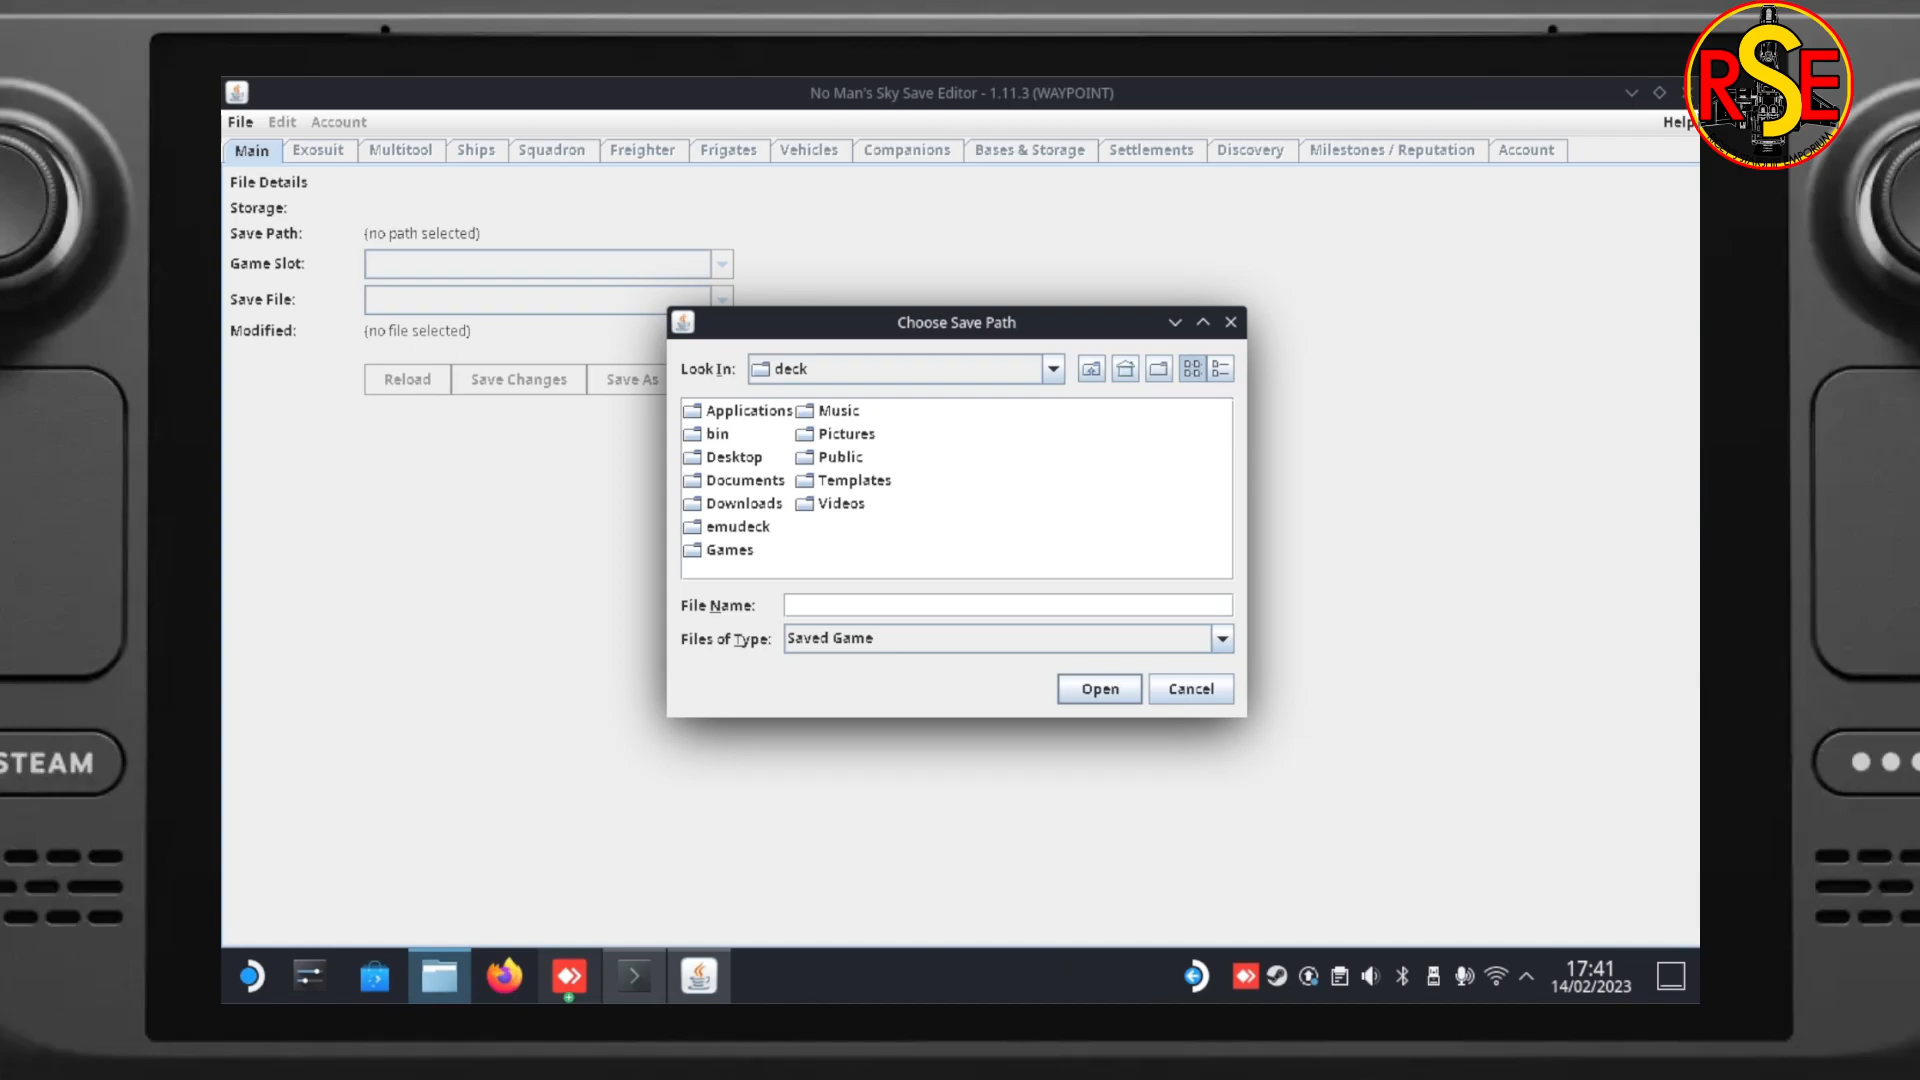 RSE
No Man's Sky Save Editor - 1.11.3 (WAYPOINT)
File Edit Account Help
Main Exosuit Multitool Ships Squadron Freighter Frigates Vehicles Companions Bases & Storage Settlements Discovery Milestones / Reputation Account
File Details
Storage:
Save Path: (no path selected)
Game Slot:
Save File:
Modified: (no file selected)
Reload Save Changes Save As
Choose Save Path
Look In: deck
Applications Music
bin Pictures
Desktop Public
Documents Templates
Downloads Videos
emudeck
Games
File Name:
Files of Type: Saved Game
Open Cancel
STEAM
17:41
14/02/2023